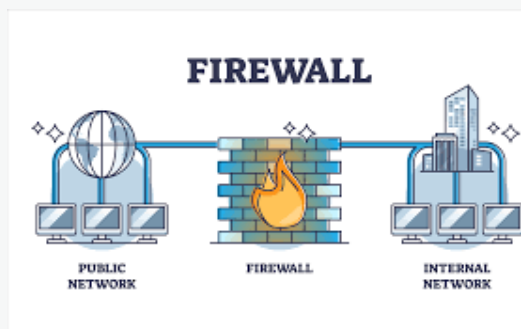 FIREWALL
PUBLIC
NETWORK
FIREWALL
INTERNAL
NETWORK